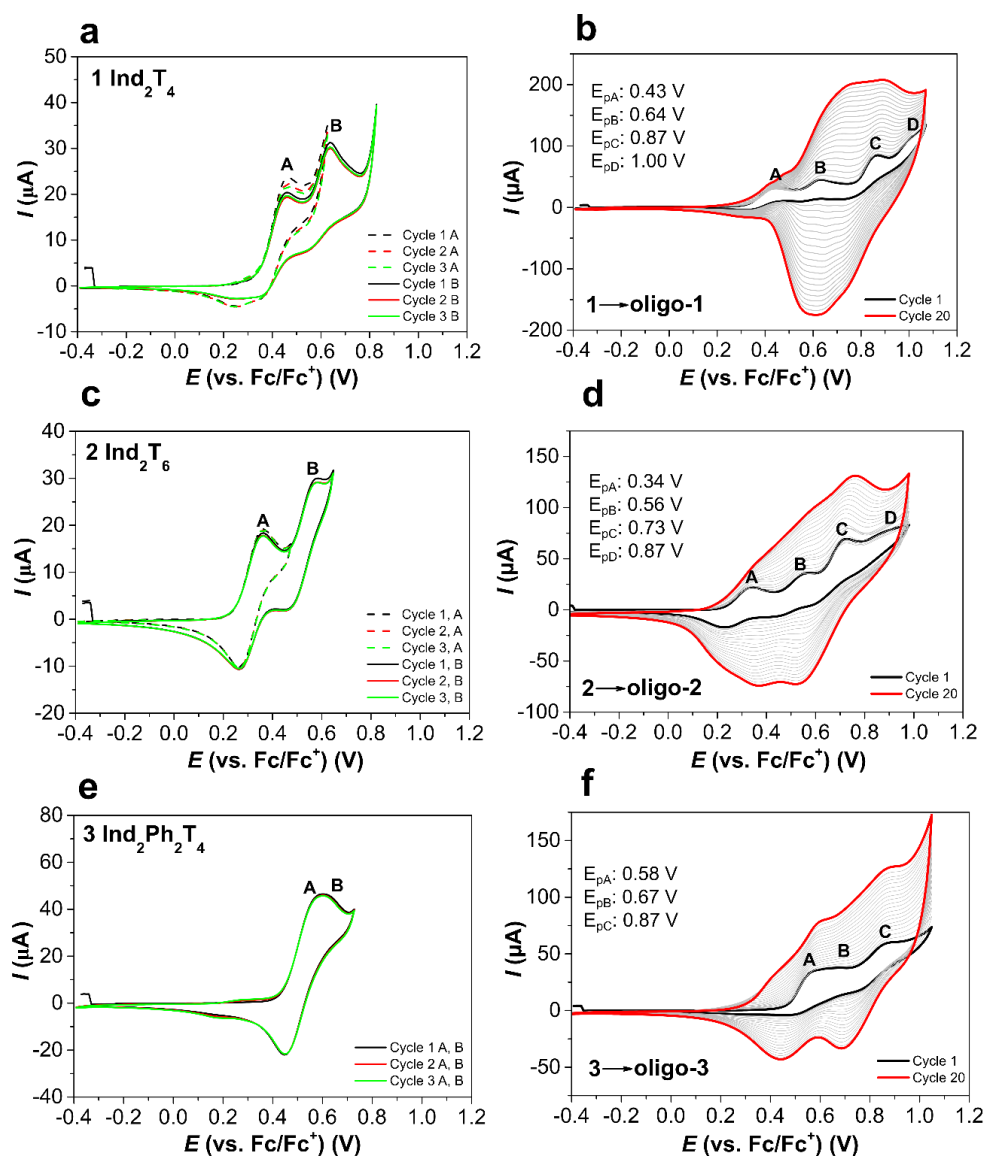 a
1 Ind₂T₄
50
40
30
20
10
0
-10
A
B
Cycle 1 A
Cycle 2 A
Cycle 3 A
Cycle 1 B
Cycle 2 B
Cycle 3 B
I (µA)
-0.4 -0.2 0.0 0.2 0.4 0.6 0.8 1.0 1.2
E (vs. Fc/Fc⁺) (V)
b
200
100
0
-100
-200
EpA: 0.43 V
EpB: 0.64 V
EpC: 0.87 V
EpD: 1.00 V
A
B
C
D
1→oligo-1
Cycle 1
Cycle 20
I (µA)
-0.4 -0.2 0.0 0.2 0.4 0.6 0.8 1.0 1.2
E (vs. Fc/Fc⁺) (V)
c
2 Ind₂T₆
40
30
20
10
0
-10
-20
A
B
Cycle 1, A
Cycle 2, A
Cycle 3, A
Cycle 1, B
Cycle 2, B
Cycle 3, B
I (µA)
-0.4 -0.2 0.0 0.2 0.4 0.6 0.8 1.0 1.2
E (vs. Fc/Fc⁺) (V)
d
150
100
50
0
-50
-100
EpA: 0.34 V
EpB: 0.56 V
EpC: 0.73 V
EpD: 0.87 V
A
B
C
D
2→oligo-2
Cycle 1
Cycle 20
I (µA)
-0.4 -0.2 0.0 0.2 0.4 0.6 0.8 1.0 1.2
E (vs. Fc/Fc⁺) (V)
e
3 Ind₂Ph₂T₄
80
60
40
20
0
-20
-40
A
B
Cycle 1 A, B
Cycle 2 A, B
Cycle 3 A, B
I (µA)
-0.4 -0.2 0.0 0.2 0.4 0.6 0.8 1.0 1.2
E (vs. Fc/Fc⁺) (V)
f
150
100
50
0
-50
EpA: 0.58 V
EpB: 0.67 V
EpC: 0.87 V
A
B
C
3→oligo-3
Cycle 1
Cycle 20
I (µA)
-0.4 -0.2 0.0 0.2 0.4 0.6 0.8 1.0 1.2
E (vs. Fc/Fc⁺) (V)